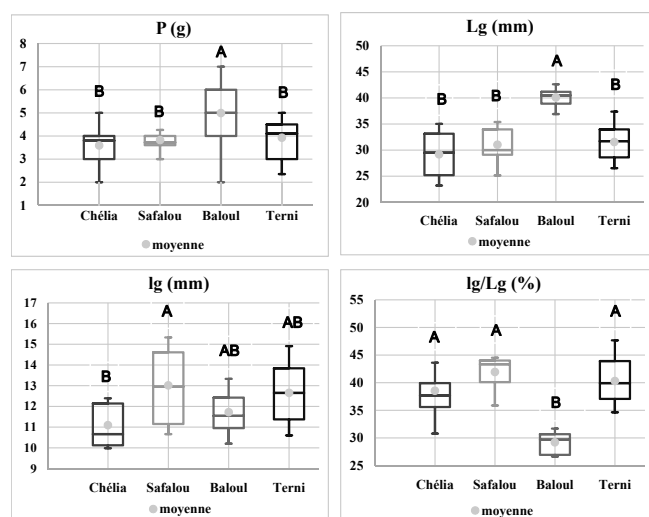 P (g)
8
7
6
5
4
3
2
1
B
B
A
B
Chélia Safalou Baloul Terni
moyenne
Lg (mm)
50
45
40
35
30
25
20
B
B
A
B
Chélia Safalou Baloul Terni
moyenne
lg (mm)
17
16
15
14
13
12
11
10
9
B
A
AB
AB
Chélia Safalou Baloul Terni
moyenne
lg/Lg (%)
55
50
45
40
35
30
25
A
A
B
A
Chélia Safalou Baloul Terni
moyenne